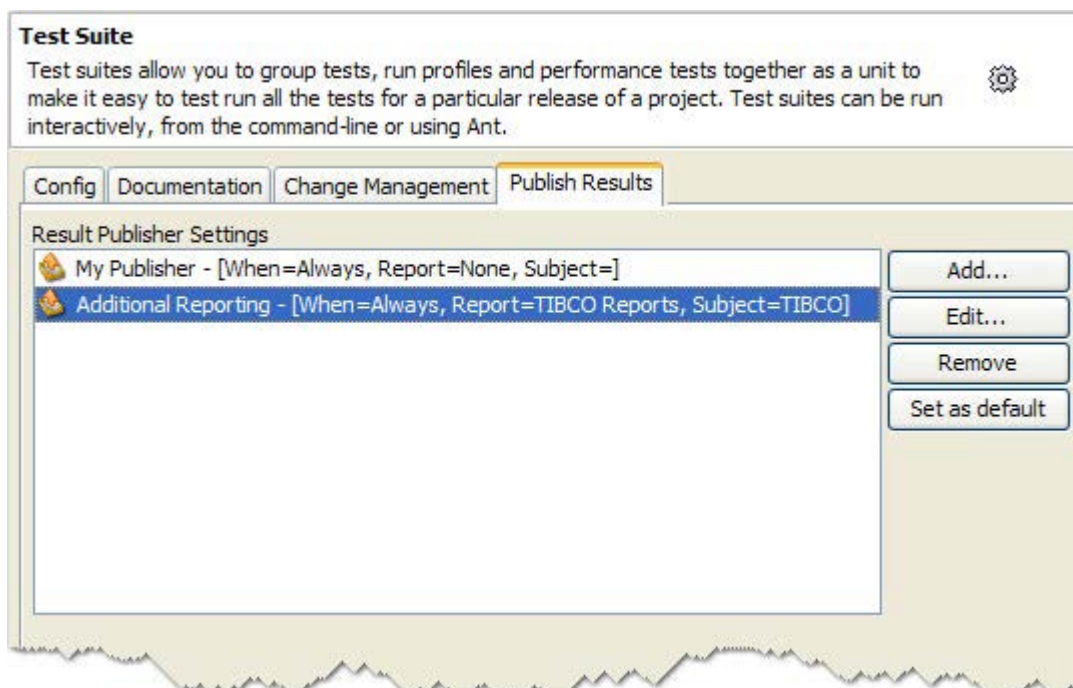 Test Suite
Test suites allow you to group tests, run profiles and performance tests together as a unit to
make it easy to test run all the tests for a particular release of a project. Test suites can be run
interactively, from the command-line or using Ant.
Config Documentation Change Management Publish Results
Result Publisher Settings
My Publisher - [When=Always, Report=None, Subject=]
Additional Reporting - [When=Always, Report=TIBCO Reports, Subject=TIBCO]
Add...
Edit...
Remove
Set as default